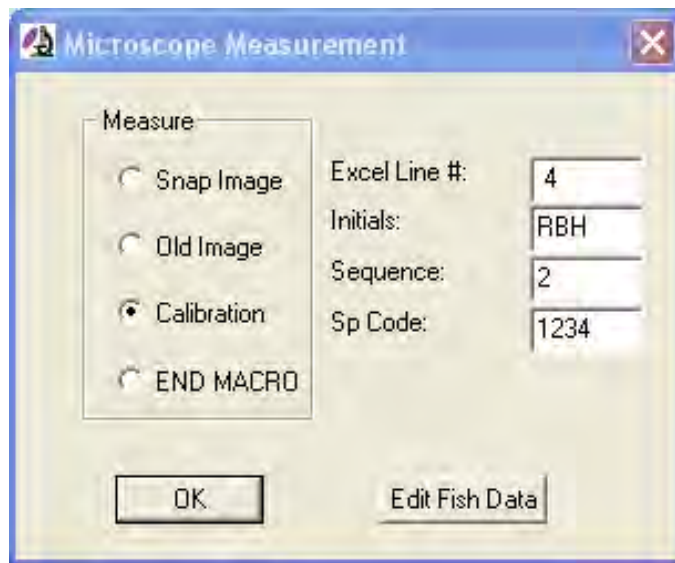 Microscope Measurement
Measure
Snap Image
Old Image
Calibration
END MACRO
Excel Line #: 4
Initials: RBH
Sequence: 2
Sp Code: 1234
OK
Edit Fish Data